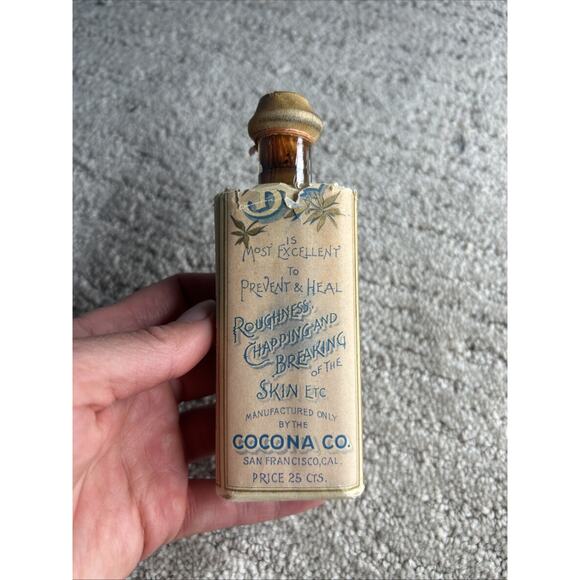 IS
MOST EXCELLENT
TO
PREVENT & HEAL
ROUGHNESS,
CHAPPING AND
BREAKING
OF THE
SKIN ETC
MANUFACTURED ONLY
BY THE
COCONA CO.
SAN FRANCISCO, CAL.
PRICE 25 CTS.